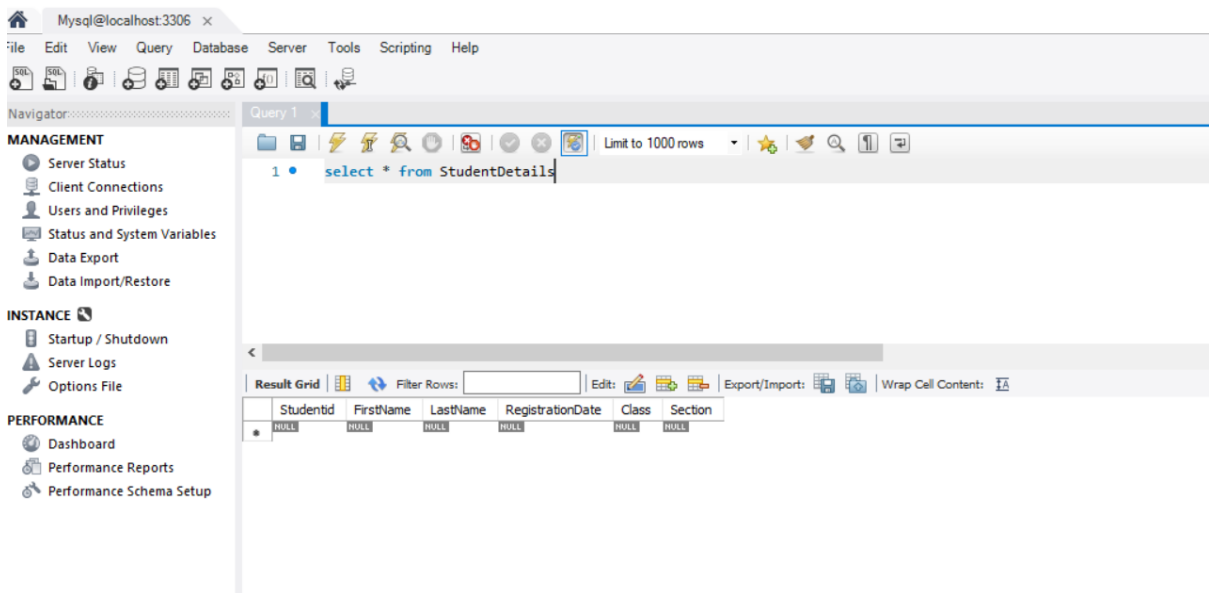 Mysql@localhost:3306 ×
File Edit View Query Database Server Tools Scripting Help
SQL SQL
Navigator
Query 1 ×
MANAGEMENT
Server Status
Client Connections
Users and Privileges
Status and System Variables
Data Export
Data Import/Restore
INSTANCE
Startup / Shutdown
Server Logs
Options File
PERFORMANCE
Dashboard
Performance Reports
Performance Schema Setup
Limit to 1000 rows
1 select * from StudentDetails
Result Grid Filter Rows: Edit: Export/Import: Wrap Cell Content: IA
Studentid FirstName LastName RegistrationDate Class Section
NULL NULL NULL NULL NULL NULL